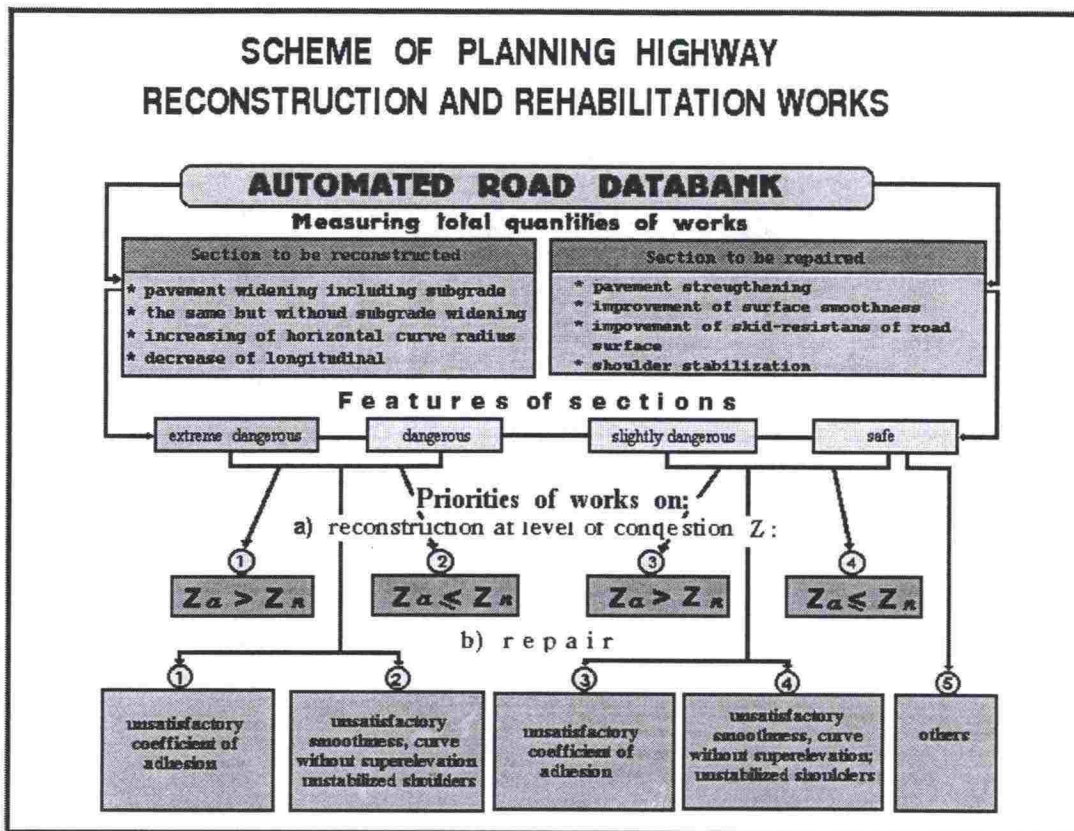 SCHEME OF PLANNING HIGHWAY
RECONSTRUCTION AND REHABILITATION WORKS
AUTOMATED ROAD DATABANK
Measuring total quantities of works
Section to be reconstructed
* pavement widening including subgrade
* the same but withoud subgrade widening
* increasing of horizontal curve radius
* decrease of longitudinal
Section to be repaired
* pavement streugthening
* improvement of surface smoothness
* impovement of skid-resistans of road
surface
* shoulder stabilization
Features of sections
extreme dangerous
dangerous
slightly dangerous
safe
Priorities of works on;
a) reconstruction at level of congestion Z:
1
2
3
4
Za > Zn
Za ≤ Zn
Za > Zn
Za ≤ Zn
b) repair
1
2
3
4
5
unsatisfactory
coefficient of
adhesion
unsatisfactory
smoothness, curve
without superelevation
unstabilized shoulders
unsatisfactory
coefficient of
adhesion
unsatisfactory
smoothness, curve
without superelevation;
unstabilized shoulders
others